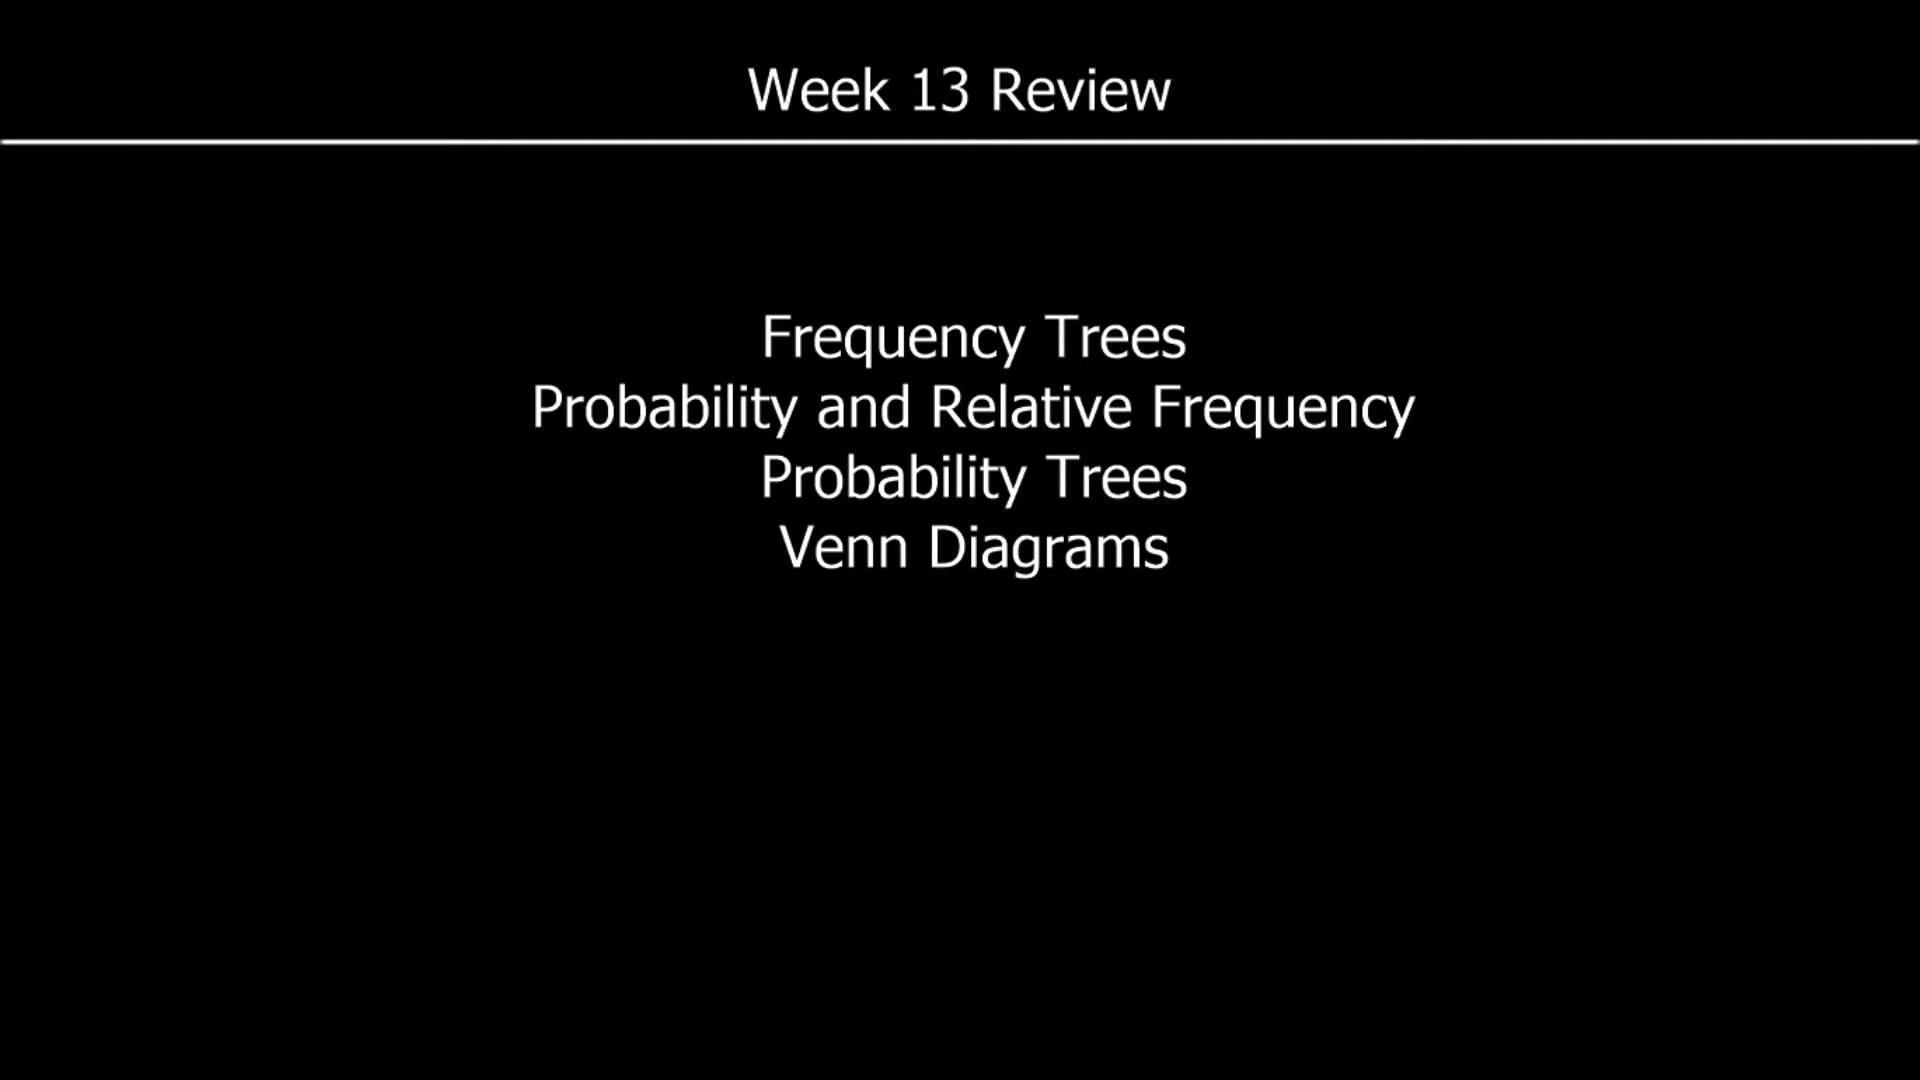 Week 13 Review
Frequency Trees
Probability and Relative Frequency
Probability Trees
Venn Diagrams